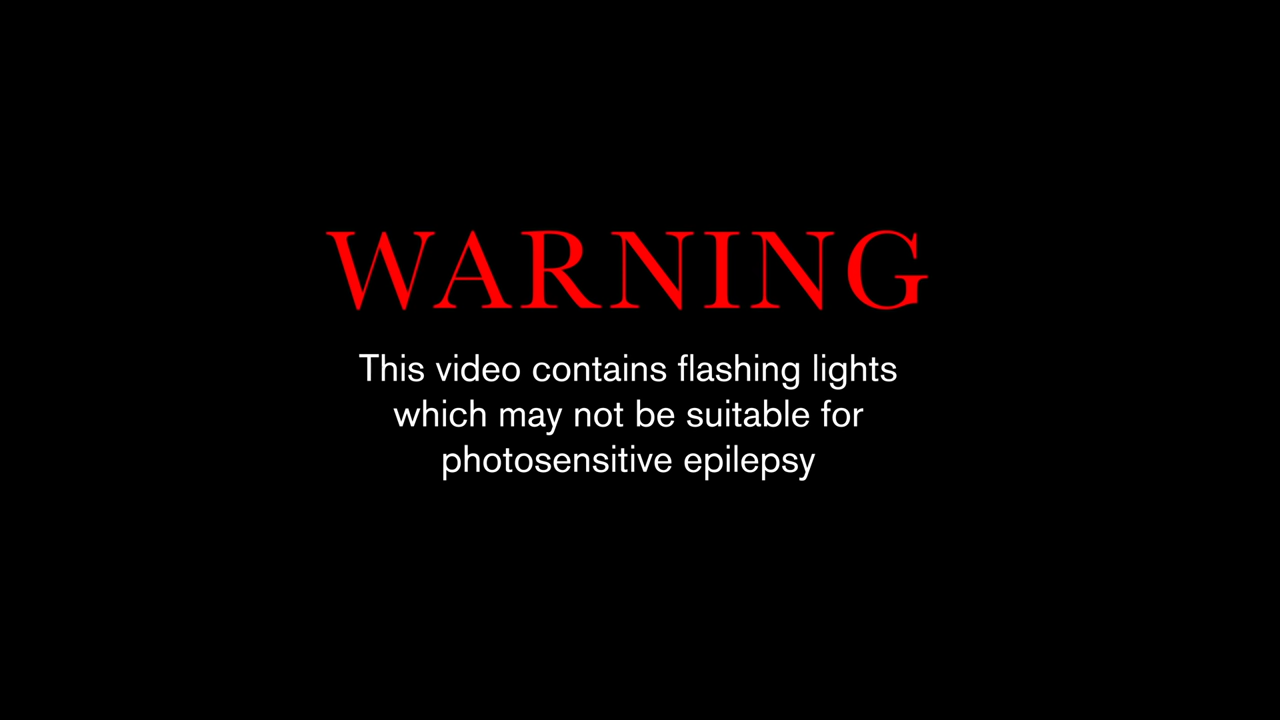 WARNING
This video contains flashing lights
which may not be suitable for
photosensitive epilepsy